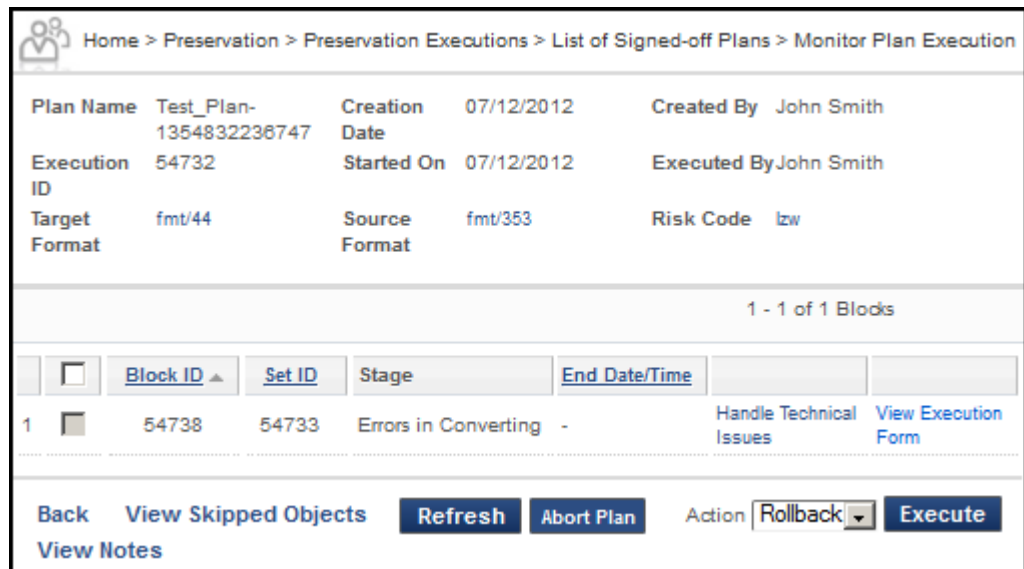 Home > Preservation > Preservation Executions > List of Signed-off Plans > Monitor Plan Execution
Plan Name Test_Plan- Creation 07/12/2012 Created By John Smith
1354832236747 Date
Execution 54732 Started On 07/12/2012 Executed By John Smith
ID
Target fmt/44 Source fmt/353 Risk Code lzw
Format Format
1 - 1 of 1 Blocks
Block ID Set ID Stage End Date/Time
1 54738 54733 Errors in Converting - Handle Technical View Execution
Issues Form
Back View Skipped Objects Refresh Abort Plan Action Rollback Execute
View Notes